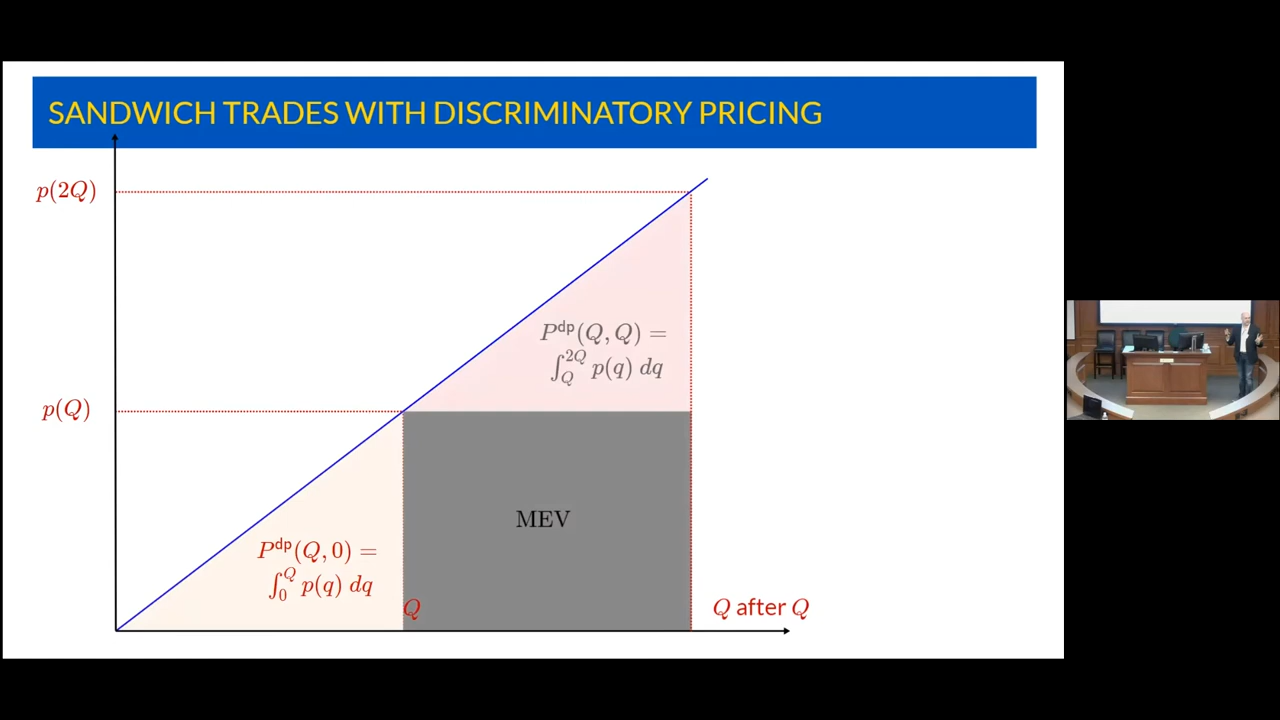 SANDWICH TRADES WITH DISCRIMINATORY PRICING
p(2Q)
P^dp(Q, Q) =
∫_Q^2Q p(q) dq
p(Q)
MEV
P^dp(Q, 0) =
∫_0^Q p(q) dq
Q
Q after Q